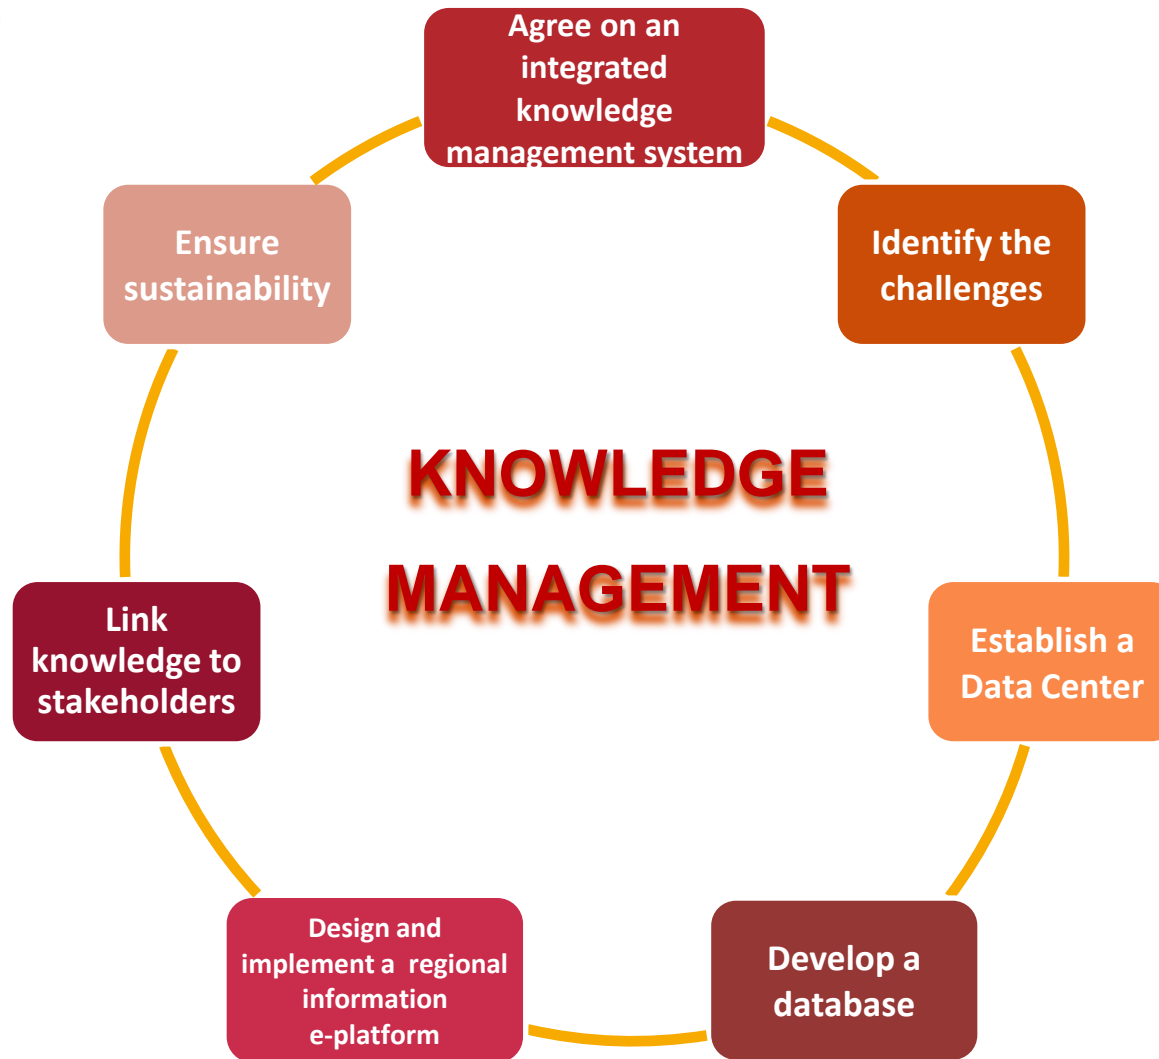 Agree on an
integrated
knowledge
management system
Identify the
challenges
Establish a
Data Center
Develop a
database
Design and
implement a regional
information
e-platform
Link
knowledge to
stakeholders
Ensure
sustainability
KNOWLEDGE
MANAGEMENT